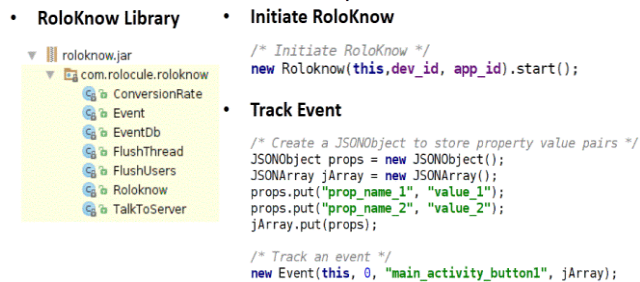 • RoloKnow Library
roloknow.jar
com.rolocule.roloknow
ConversionRate
Event
EventDb
FlushThread
FlushUsers
Roloknow
TalkToServer
• Initiate RoloKnow
/* Initiate RoloKnow */
new Roloknow(this,dev_id, app_id).start();
• Track Event
/* Create a JSONObject to store property value pairs */
JSONObject props = new JSONObject();
JSONArray jArray = new JSONArray();
props.put("prop_name_1", "value_1");
props.put("prop_name_2", "value_2");
jArray.put(props);
/* Track an event */
new Event(this, 0, "main_activity_button1", jArray);